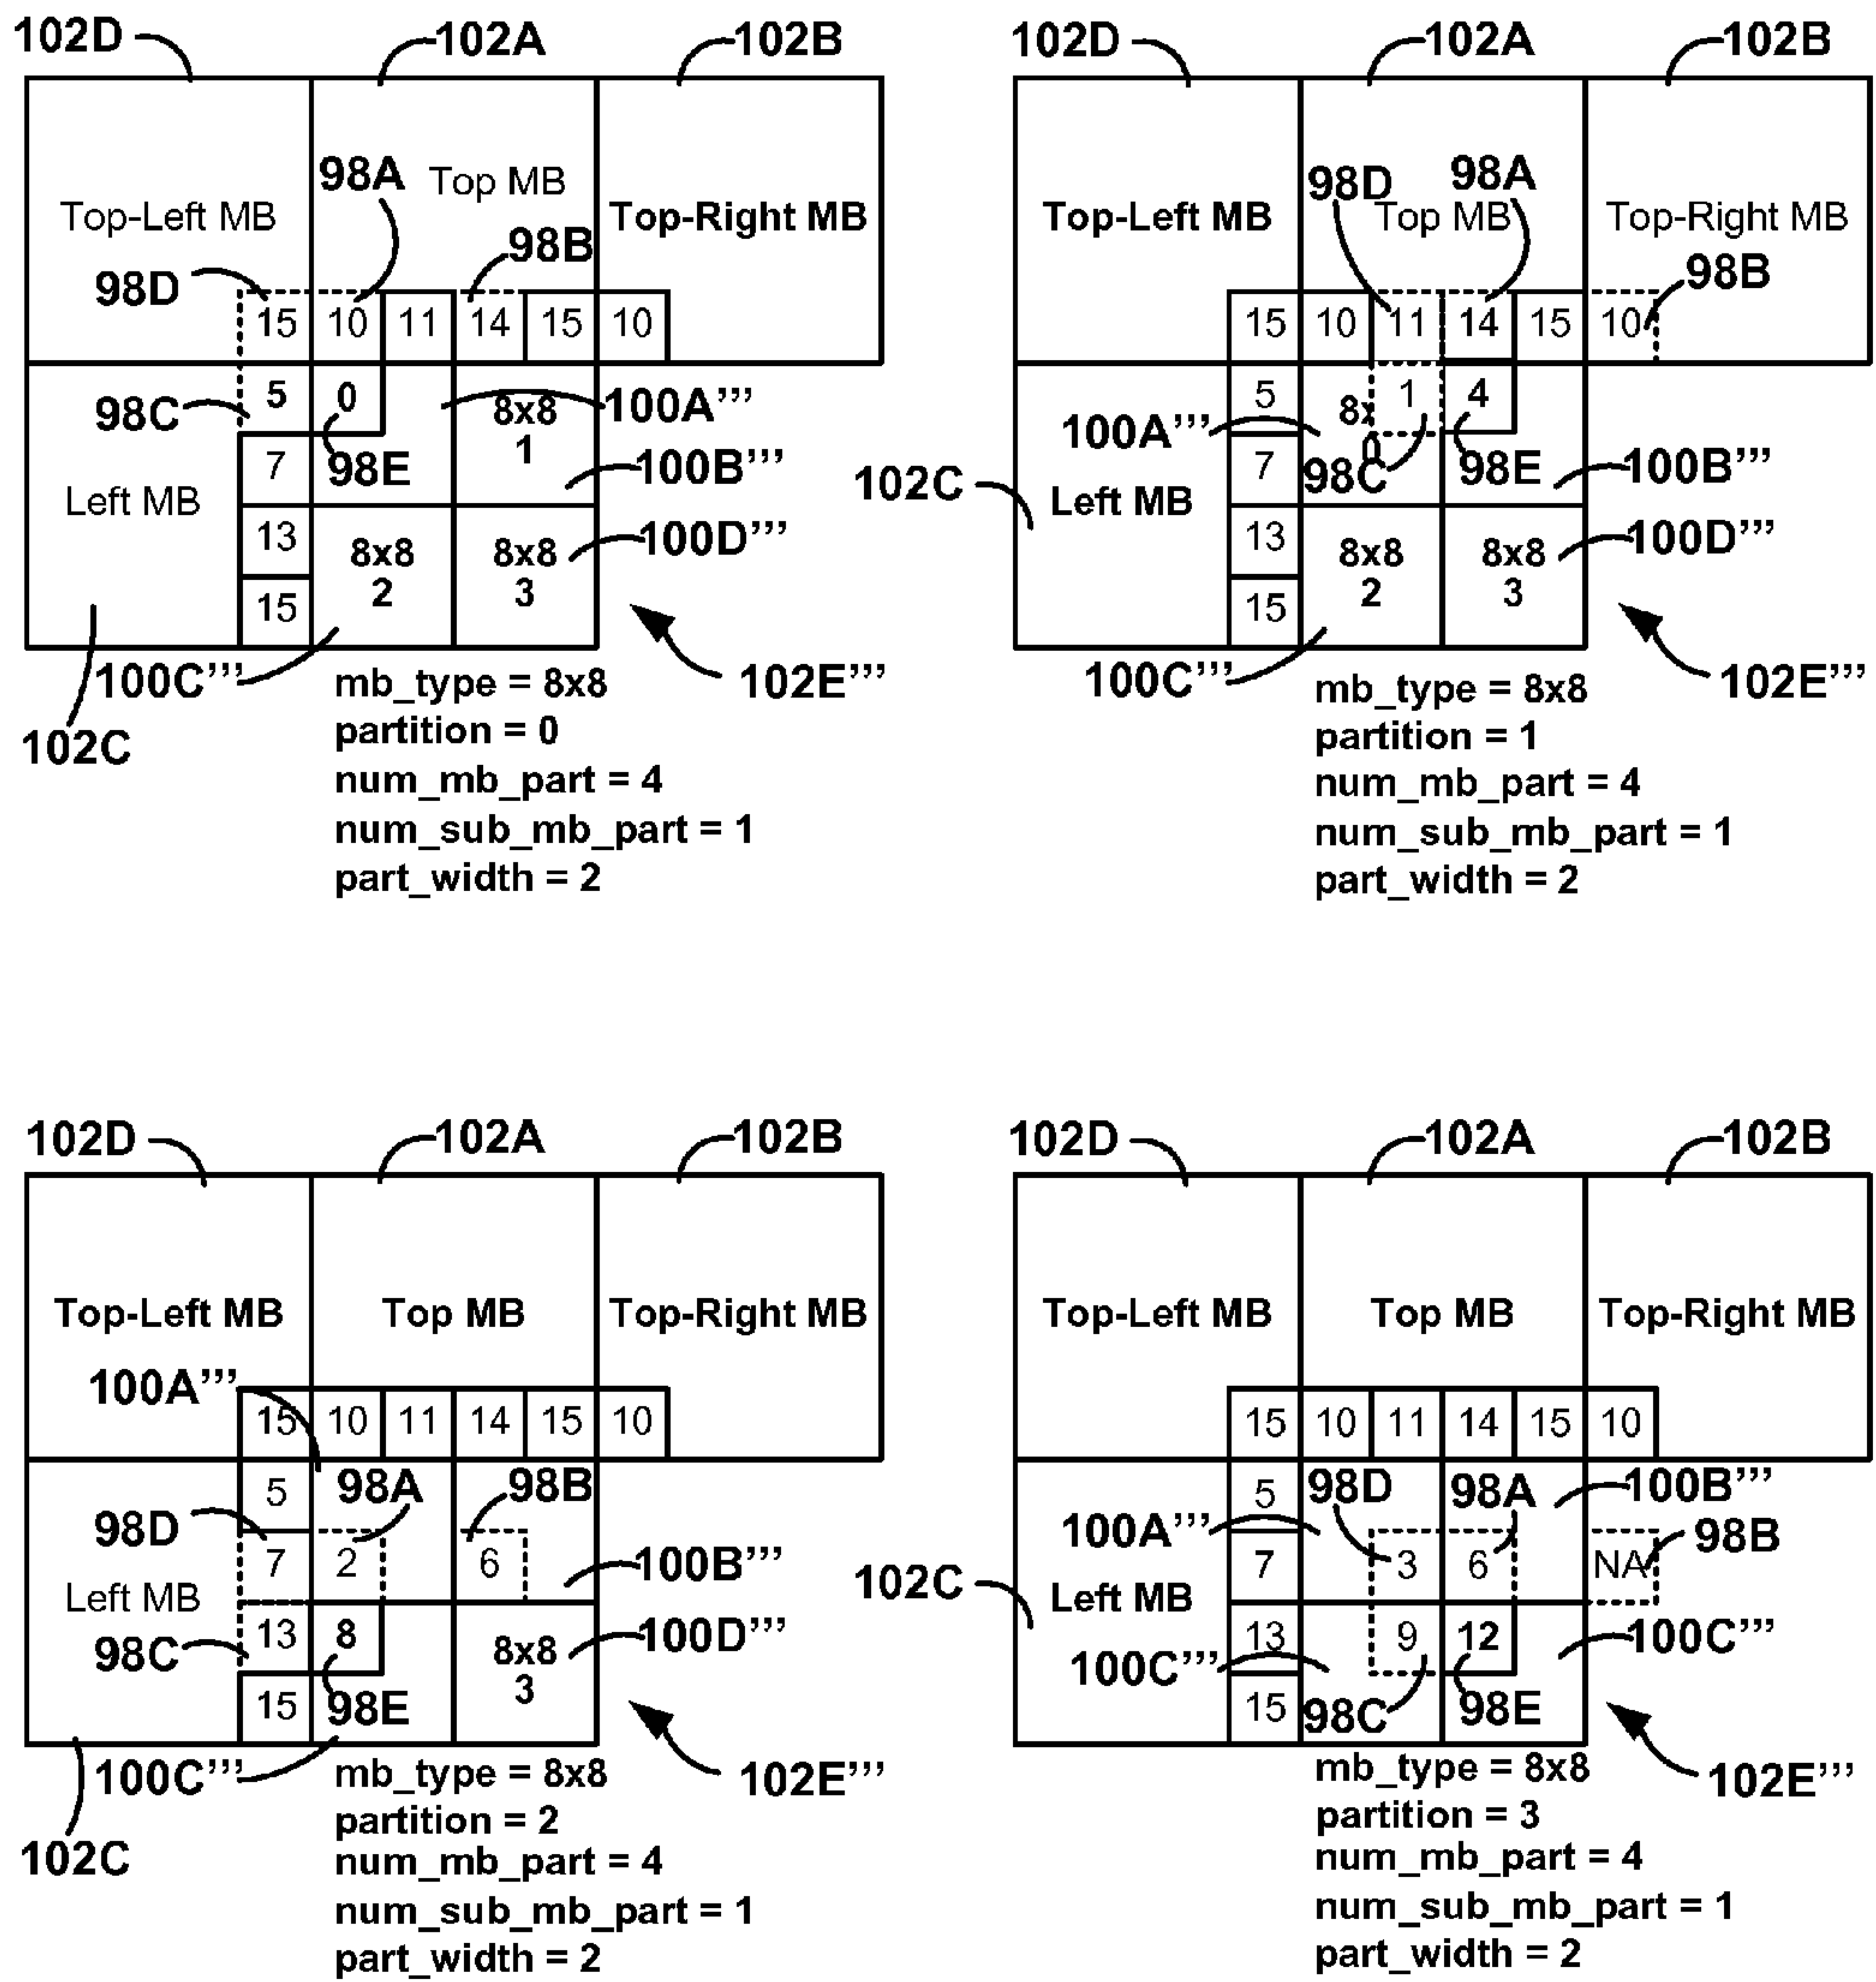 102D 102A 102B
98A Top MB
Top-Left MB 98B Top-Right MB
98D
15 10 11 14 15 10
98C 5 0 8x8 100A’’’
1
7 98E 100B’’’
Left MB
13 8x8 8x8 100D’’’
2 3
15
100C’’’ 102E’’’
102C
mb_type = 8x8
partition = 0
num_mb_part = 4
num_sub_mb_part = 1
part_width = 2
102D 102A 102B
98D 98A
Top-Left MB Top MB Top-Right MB
98B
15 10 11 14 15 10
5 8x 1 4
100A’’’ 0
7 98C 98E 100B’’’
102C Left MB
13 8x8 8x8 100D’’’
2 3
15
100C’’’ 102E’’’
mb_type = 8x8
partition = 1
num_mb_part = 4
num_sub_mb_part = 1
part_width = 2
102D 102A 102B
Top-Left MB Top MB Top-Right MB
100A’’’
15 10 11 14 15 10
5 98A 98B
98D 7 2 6 100B’’’
Left MB
98C 13 8 8x8 100D’’’
3
15 98E
100C’’’ 102E’’’
102C
mb_type = 8x8
partition = 2
num_mb_part = 4
num_sub_mb_part = 1
part_width = 2
102D 102A 102B
Top-Left MB Top MB Top-Right MB
15 10 11 14 15 10
5 98D 98A 100B’’’
100A’’’ 98B
7 3 6 NA
102C Left MB
13 9 12 100C’’’
100C’’’
15 98C 98E
102E’’’
mb_type = 8x8
partition = 3
num_mb_part = 4
num_sub_mb_part = 1
part_width = 2